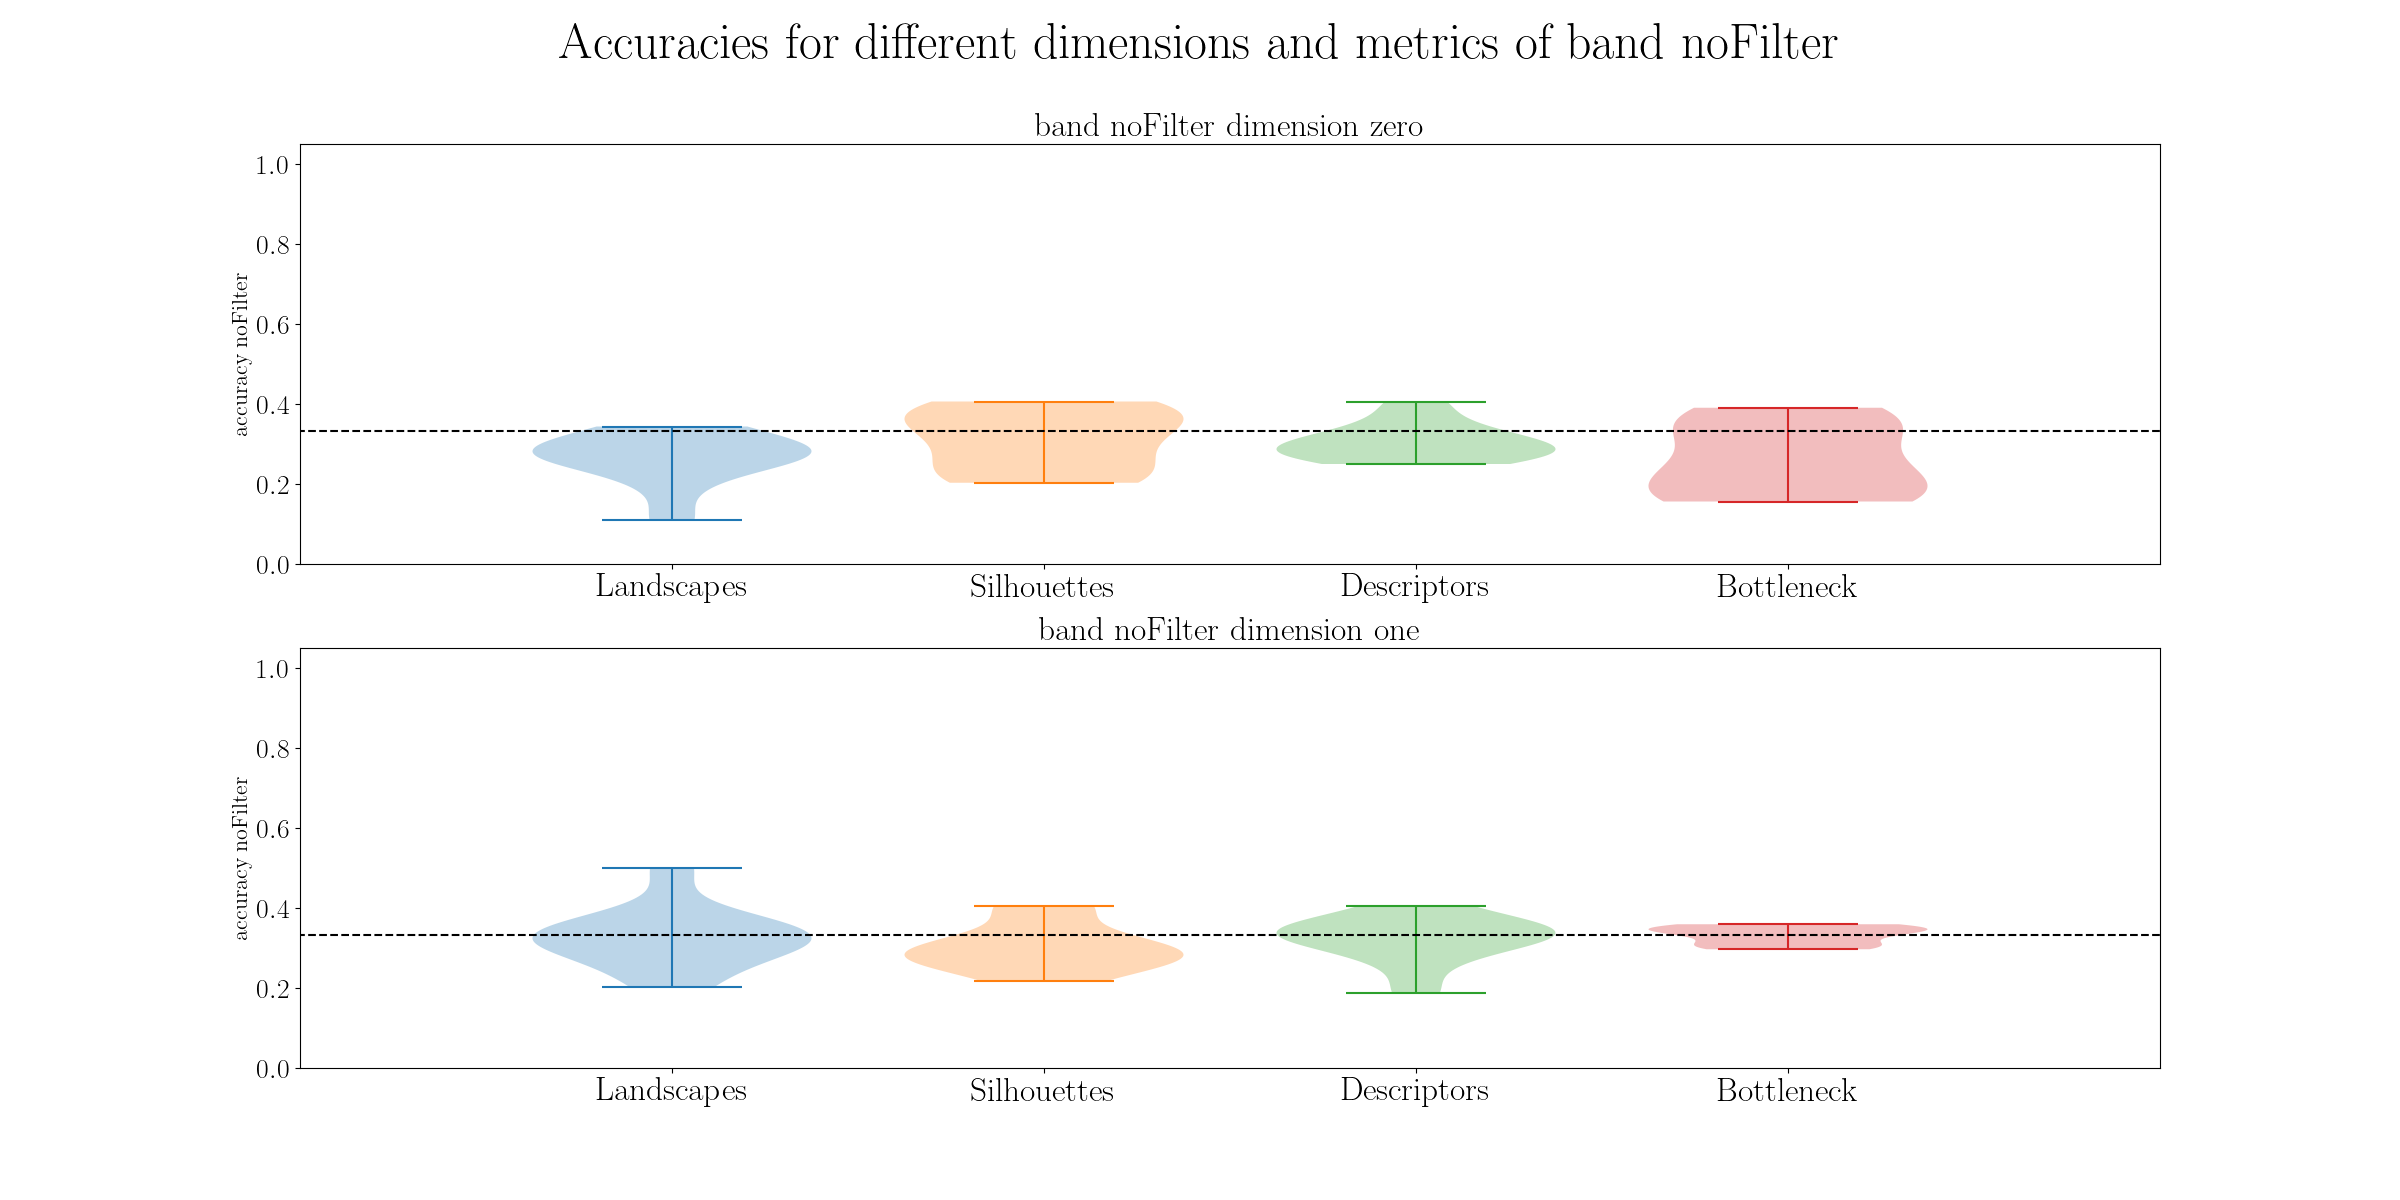 Accuracies for different dimensions and metrics of band noFilter
band noFilter dimension zero
accuracy noFilter
1.0
0.8
0.6
0.4
0.2
0.0
Landscapes Silhouettes Descriptors Bottleneck
band noFilter dimension one
accuracy noFilter
1.0
0.8
0.6
0.4
0.2
0.0
Landscapes Silhouettes Descriptors Bottleneck